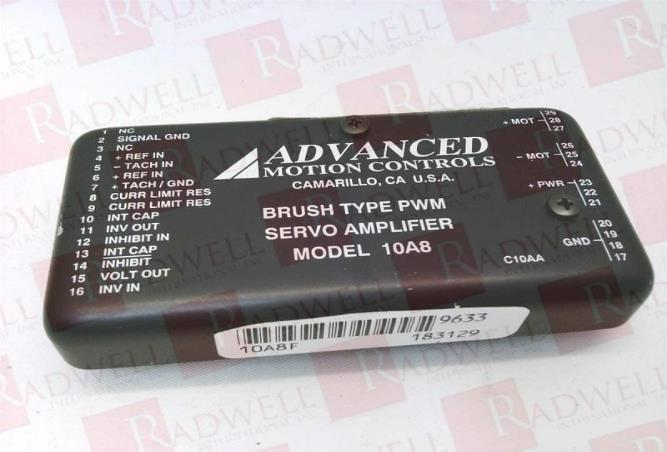 1 NC
2 SIGNAL GND
3 NC
4 + REF IN
5 - TACH IN
6 + REF IN
7 + TACH / GND
8 CURR LIMIT RES
9 CURR LIMIT RES
10 INT CAP
11 INV OUT
12 INHIBIT IN
13 INT CAP
14 INHIBIT
15 VOLT OUT
16 INV IN
ADVANCED
MOTION CONTROLS
CAMARILLO, CA U.S.A.
BRUSH TYPE PWM
SERVO AMPLIFIER
MODEL 10A8
29
+ MOT 28
27
26
- MOT 25
24
+ PWR 23
22
21
20
GND 19
18
C10AA 17
9633
10A8F 183129
RADWELL
INTERNATIONAL, INC.